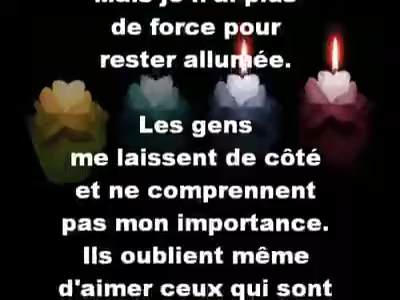 Mais je n'ai plus
de force pour
rester allumée.
Les gens
me laissent de côté
et ne comprennent
pas mon importance.
Ils oublient même
d'aimer ceux qui sont